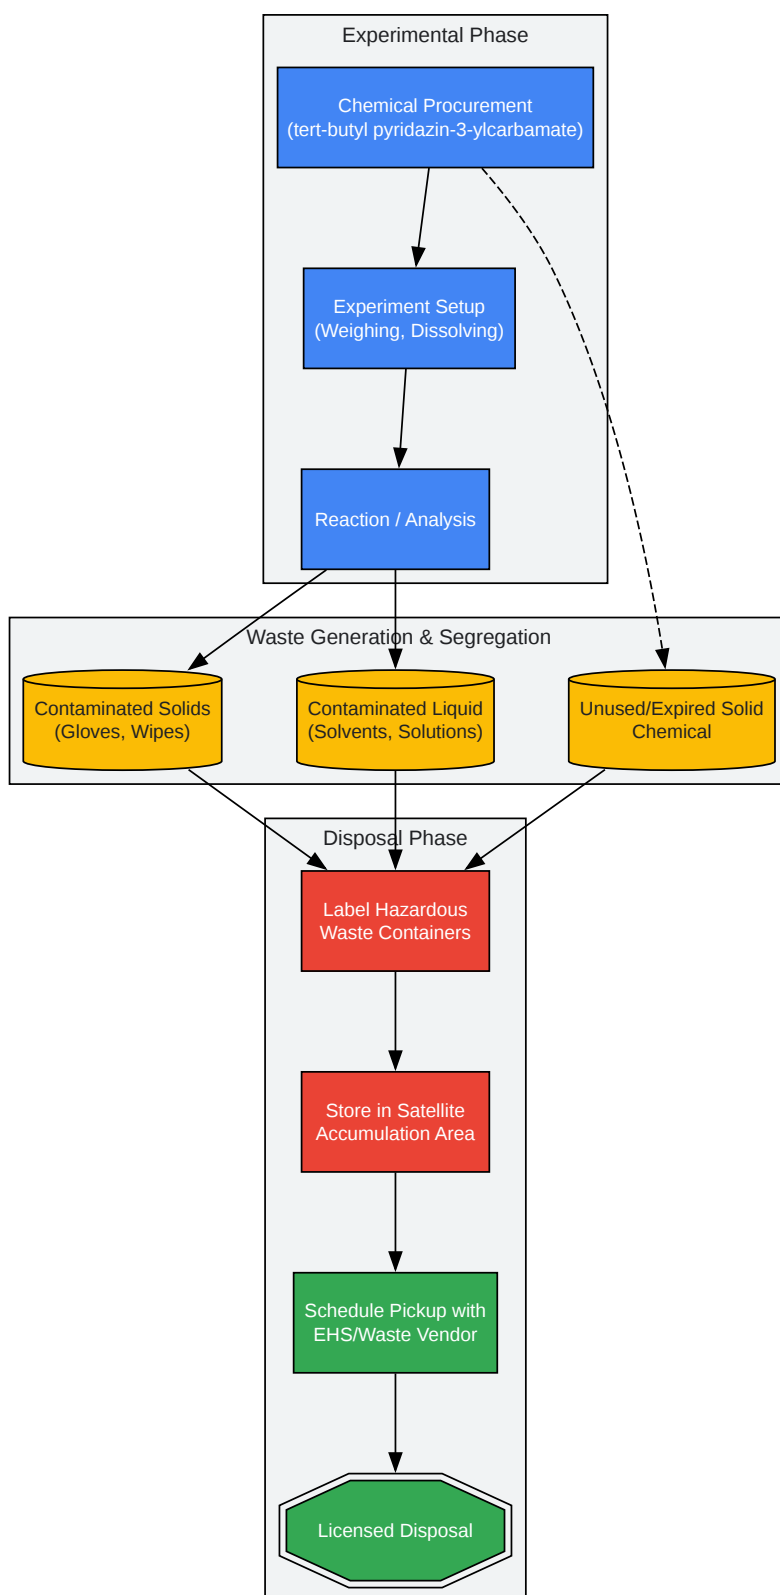 Experimental Phase
Chemical Procurement
(tert-butyl pyridazin-3-ylcarbamate)
Experiment Setup
(Weighing, Dissolving)
Reaction / Analysis
Waste Generation & Segregation
Contaminated Solids
(Gloves, Wipes)
Contaminated Liquid
(Solvents, Solutions)
Unused/Expired Solid
Chemical
Disposal Phase
Label Hazardous
Waste Containers
Store in Satellite
Accumulation Area
Schedule Pickup with
EHS/Waste Vendor
Licensed Disposal